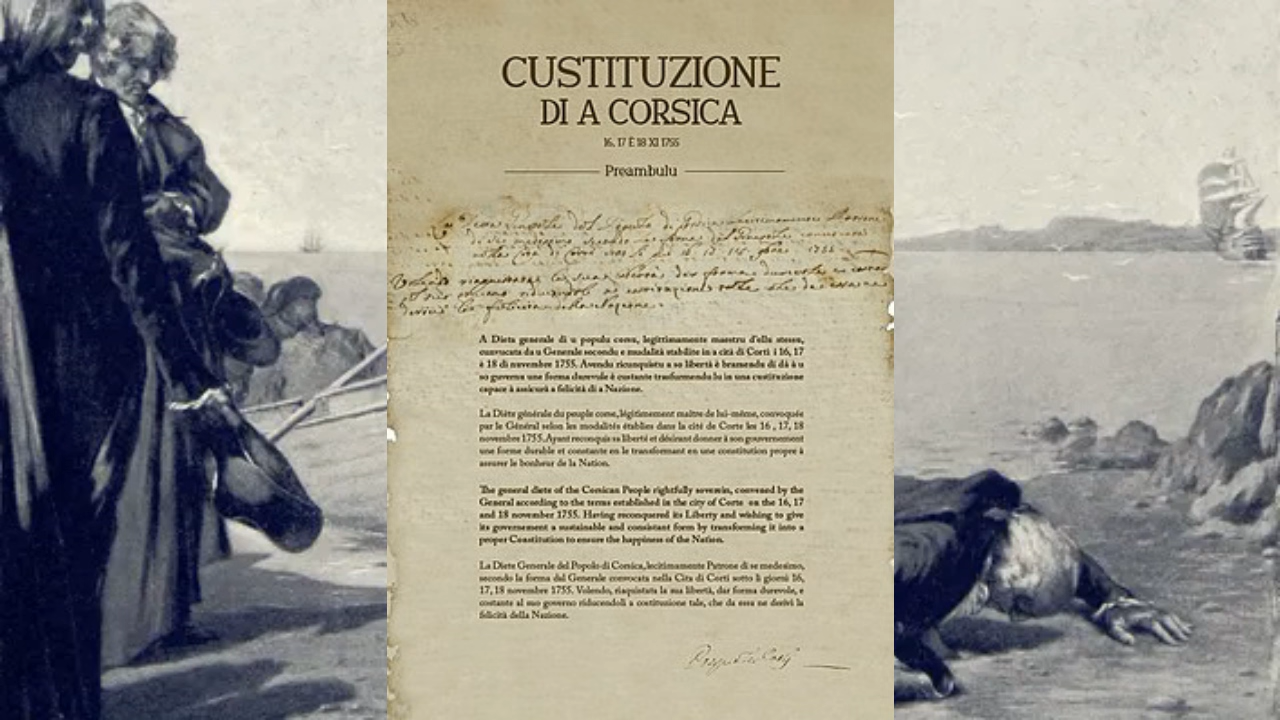 CUSTITUZIONE
DI A CORSICA
16, 17 È 18 XI 1755
Preambulu
A Dieta generale di u populu corsu, legittimamente maestru d'ellu stessu,
cunvucata da u Generale secondu e mudalità stabilite in a cità di Corti i 16, 17
è 18 di nuvembre 1755. Avendu ricunquistu a so libertà è bramendu di dà à u
so guvernu una forma durevule è custante trasfurmendu lu in una custituzione
capace à assicurà a felicità di a Nazione.
La Diète générale du peuple corse, légitimement maître de lui-même, convoquée
par le Général selon les modalités établies dans la cité de Corte les 16 , 17, 18
novembre 1755. Ayant reconquis sa liberté et désirant donner à son gouvernement
une forme durable et constante en le transformant en une constitution propre à
assurer le bonheur de la Nation.
The general diete of the Corsican People rightfully soverein, convened by the
General according to the terms established in the city of Corte on the 16, 17
and 18 november 1755. Having reconquered its Liberty and wishing to give
its governement a sustainable and consistant form by transforming it into a
proper Constitution to ensure the happiness of the Nation.
La Diete Generale del Popolo di Corsica, lecitimamente Patrone di se medesimo,
secondo la forma dal Generale convocata nella Cita di Corti sotto li giorni 16,
17, 18 novembre 1755. Volendo, riaquistata la sua libertà, dar forma durevole, e
costante al suo governo riducendoli a costituzione tale, che da essa ne derivi la
felicità della Nazione.